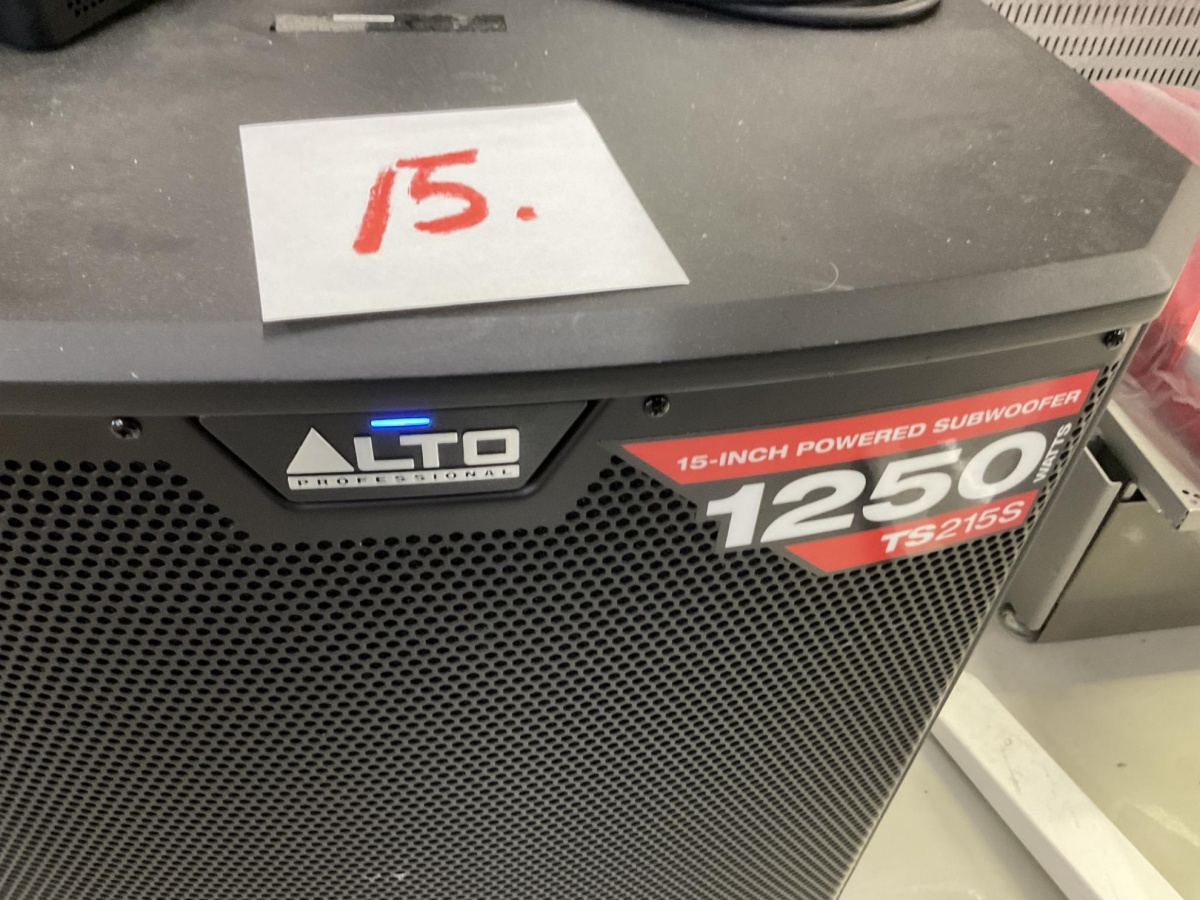 15.
ALTO
PROFESSIONAL
15-INCH POWERED SUBWOOFER
1250 WATTS
TS215S